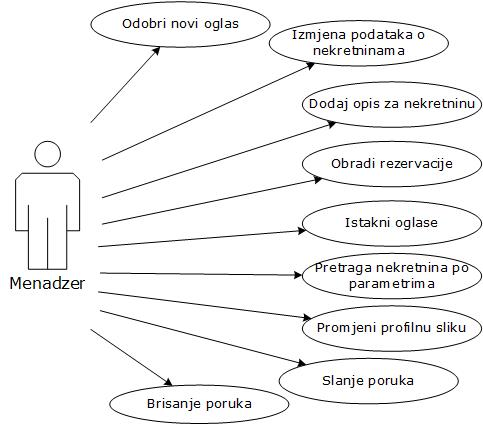 Odobri novi oglas
Izmjena podataka o
nekretninama
Dodaj opis za nekretninu
Obradi rezervacije
Istakni oglase
Pretraga nekretnina po
parametrima
Promjeni profilnu sliku
Slanje poruka
Brisanje poruka
Menadzer